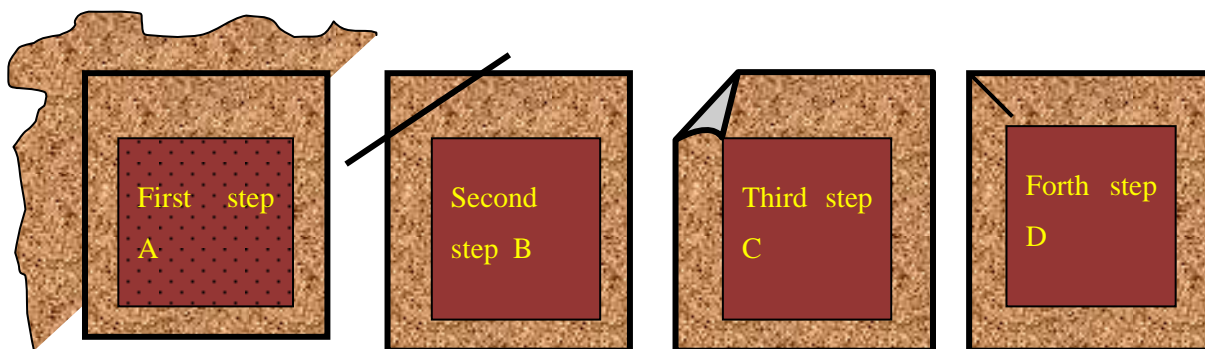 First step
A
Second
step B
Third step
C
Forth step
D